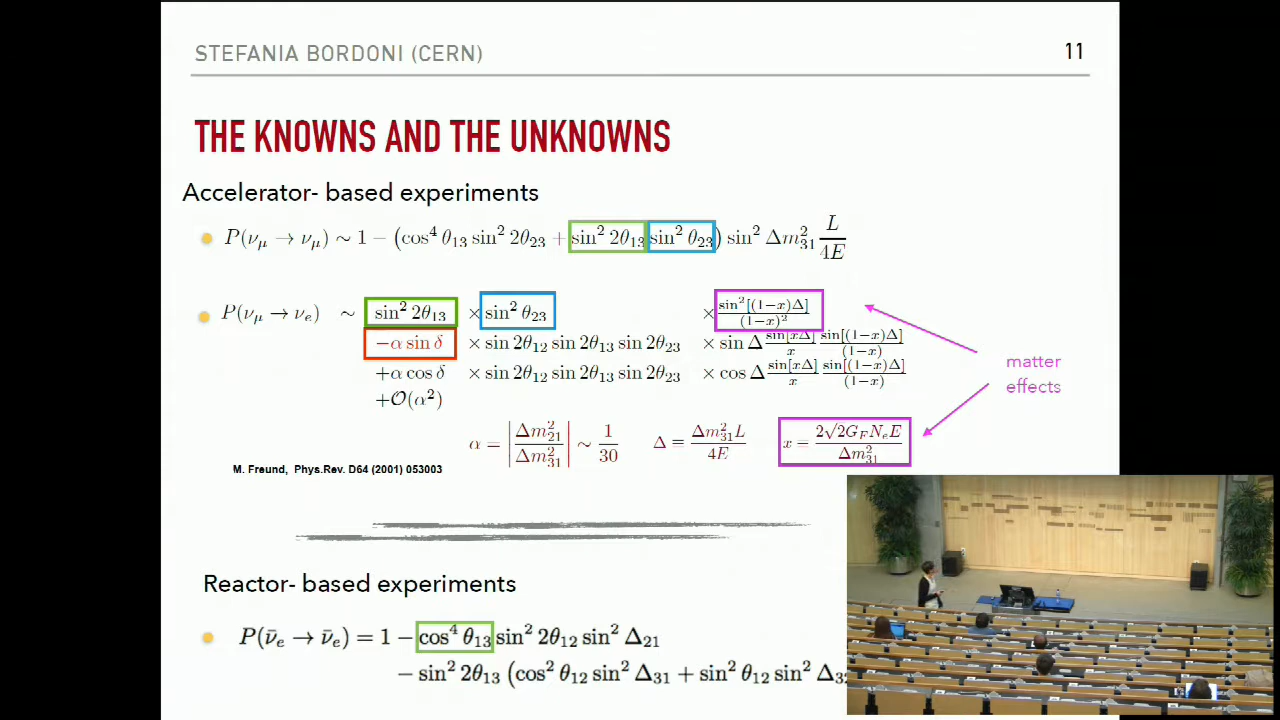 STEFANIA BORDONI (CERN) 11
THE KNOWNS AND THE UNKNOWNS
Accelerator- based experiments
P(ν_μ → ν_μ) ~ 1 − (cos⁴ θ₁₃ sin² 2θ₂₃ + sin² 2θ₁₃ sin² θ₂₃) sin² Δm²₃₁ L/4E
P(ν_μ → ν_e) ~ sin² 2θ₁₃ × sin² θ₂₃ × sin²[(1−x)Δ]/(1−x)²
−α sin δ × sin 2θ₁₂ sin 2θ₁₃ sin 2θ₂₃ × sin Δ sin[xΔ]/x sin[(1−x)Δ]/(1−x)
+α cos δ × sin 2θ₁₂ sin 2θ₁₃ sin 2θ₂₃ × cos Δ sin[xΔ]/x sin[(1−x)Δ]/(1−x)
+O(α²)
matter
effects
α = |Δm²₂₁/Δm²₃₁| ~ 1/30 Δ = Δm²₃₁L/4E x = 2√2G_F N_e E/Δm²₃₁
M. Freund, Phys.Rev. D64 (2001) 053003
Reactor- based experiments
P(ν̄_e → ν̄_e) = 1 − cos⁴ θ₁₃ sin² 2θ₁₂ sin² Δ₂₁
− sin² 2θ₁₃ (cos² θ₁₂ sin² Δ₃₁ + sin² θ₁₂ sin²